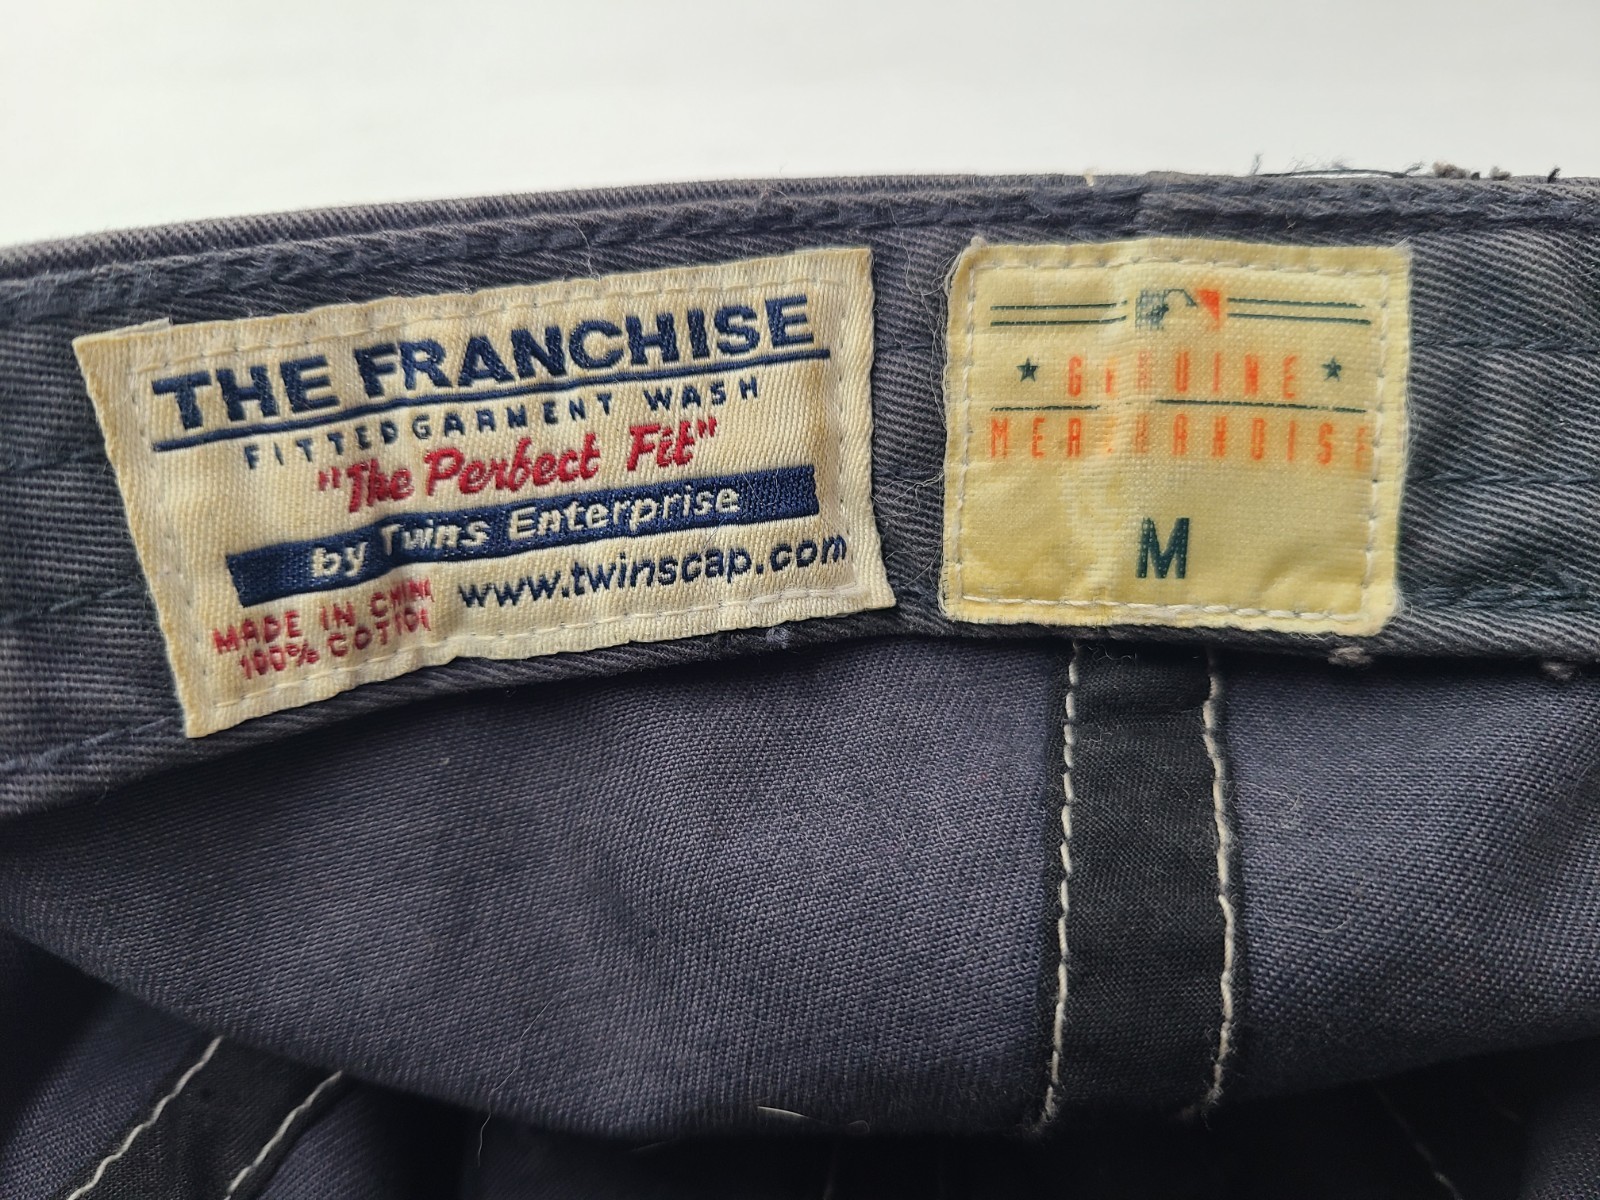 THE FRANCHISE
FITTED GARMENT WASH
"The Perfect Fit"
by Twins Enterprise
www.twinscap.com
MADE IN CHINA
100% COTTON
★ GENUINE ★
MERCHANDISE
M